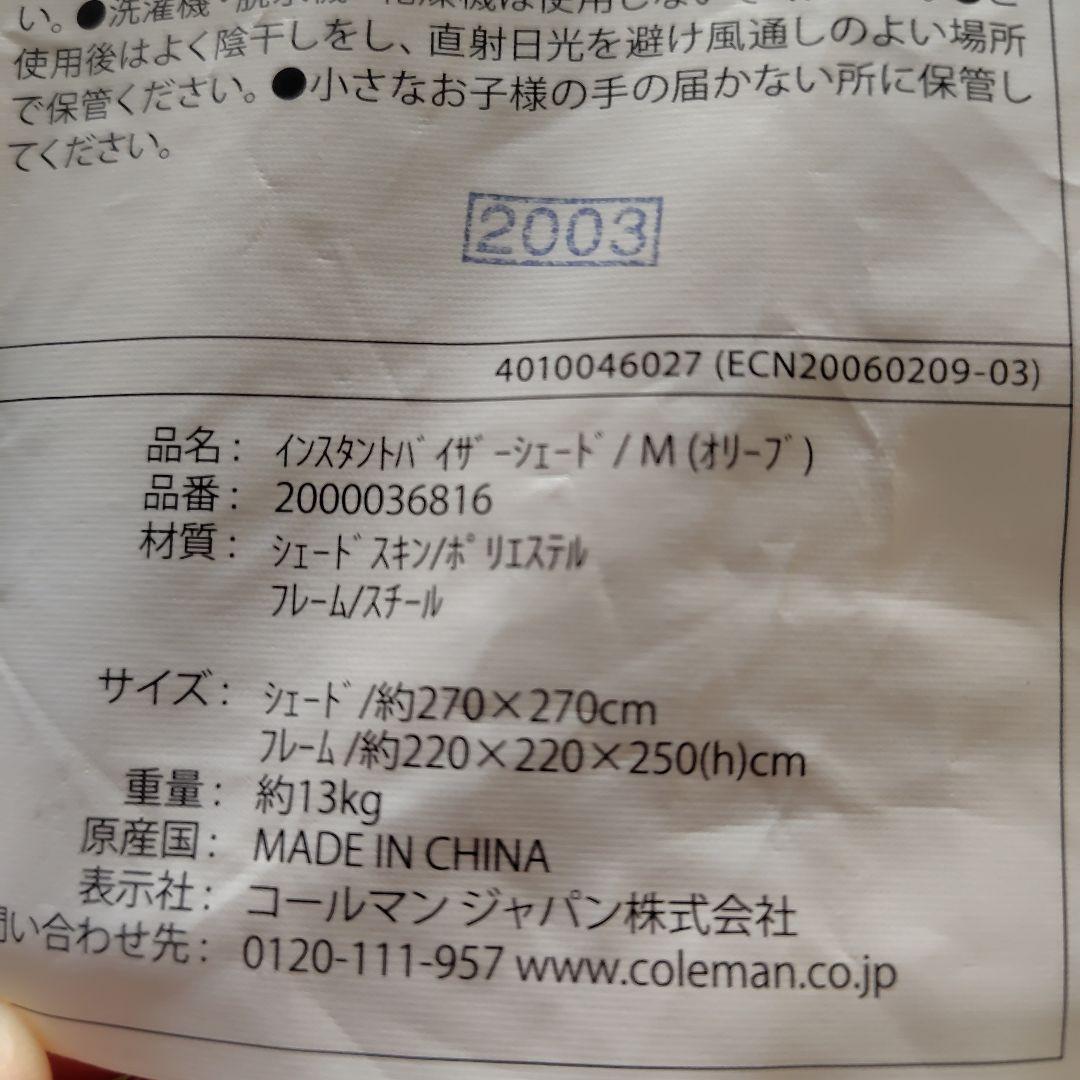 い。●洗濯機・脱水機・乾燥機は使用しない
使用後はよく陰干しをし、直射日光を避け風通しのよい場所
で保管ください。●小さなお子様の手の届かない所に保管し
てください。
2003
4010046027 (ECN20060209-03)
品名： ｲﾝｽﾀﾝﾄﾊﾞｲｻﾞｰｼｪｰﾄﾞ/M(ｵﾘｰﾌﾞ)
品番： 2000036816
材質： ｼｪｰﾄﾞｽｷﾝ/ﾎﾟﾘｴｽﾃﾙ
ﾌﾚｰﾑ/ｽﾁｰﾙ
サイズ： ｼｪｰﾄﾞ/約270×270cm
ﾌﾚｰﾑ/約220×220×250(h)cm
重量： 約13kg
原産国： MADE IN CHINA
表示社： コールマン ジャパン株式会社
問い合わせ先： 0120-111-957 www.coleman.co.jp